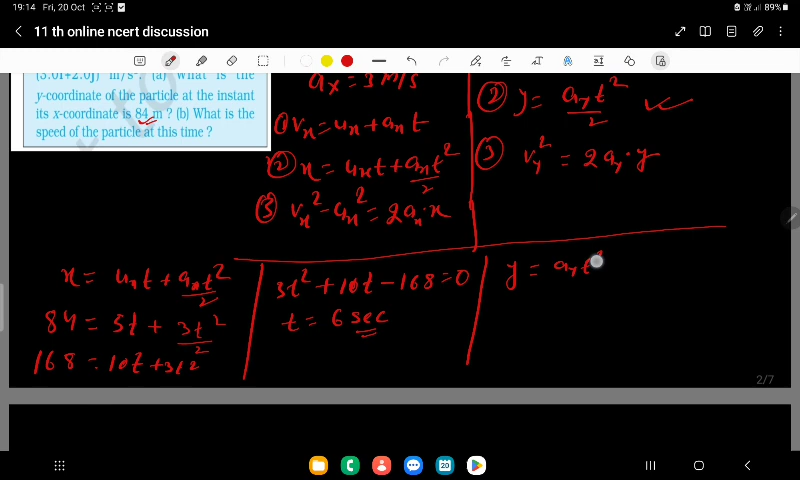 19:14 Fri, 20 Oct
89%
11 th online ncert discussion
(3.0i+2.0j) m/s². (a) What is the
y-coordinate of the particle at the instant
its x-coordinate is 84 m ? (b) What is the
speed of the particle at this time ?
ax = 3 m/s
① vx = ux + axt
② x = uxt + axt²/2
③ vx² - ux² = 2ax·x
② y = ayt²/2
③ vy² = 2ay·y
x = uxt + axt²/2
84 = 5t + 3t²/2
168 = 10t + 3t²
3t² + 10t - 168 = 0
t = 6 sec
y = ayt
2/7
20